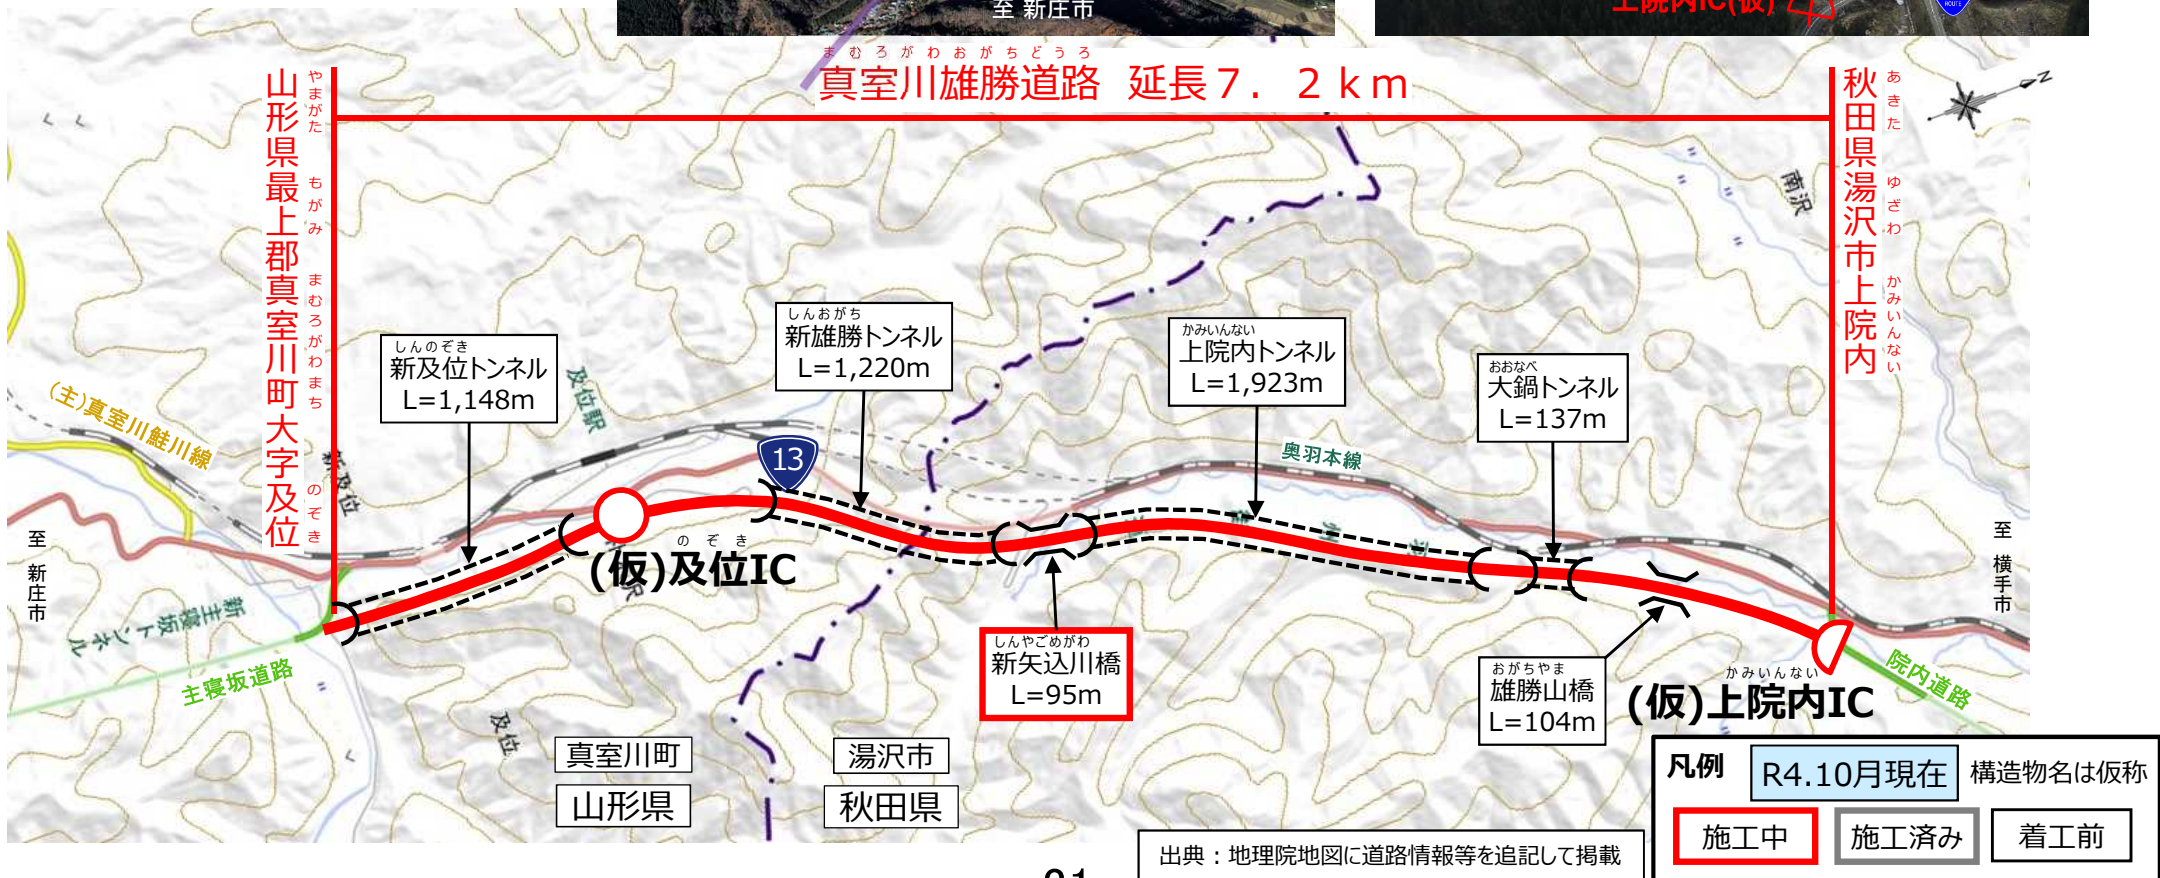 至 新庄市
上院内IC(仮)
ROUTE
まむろがわおがちどうろ
真室川雄勝道路 延長７．２ｋｍ
やまがた もがみ まむろがわまち のぞき
山形県最上郡真室川町大字及位
あきた ゆざわ かみいんない
秋田県湯沢市上院内
N
南沢
しんのぞき
新及位トンネル
L=1,148m
しんおがち
新雄勝トンネル
L=1,220m
かみいんない
上院内トンネル
L=1,923m
おおなべ
大鍋トンネル
L=137m
(主)真室川鮭川線
新及位
及位駅
13
奥羽本線
羽
州
街
道
至 新庄市
至 横手市
のぞき
(仮)及位IC
沢
新主寝坂トンネル
主寝坂道路
しんやごめがわ
新矢込川橋
L=95m
おがちやま
雄勝山橋
L=104m
かみいんない
(仮)上院内IC
院内道路
及位
真室川町
山形県
湯沢市
秋田県
凡例 R4.10月現在 構造物名は仮称
施工中 施工済み 着工前
出典：地理院地図に道路情報等を追記して掲載